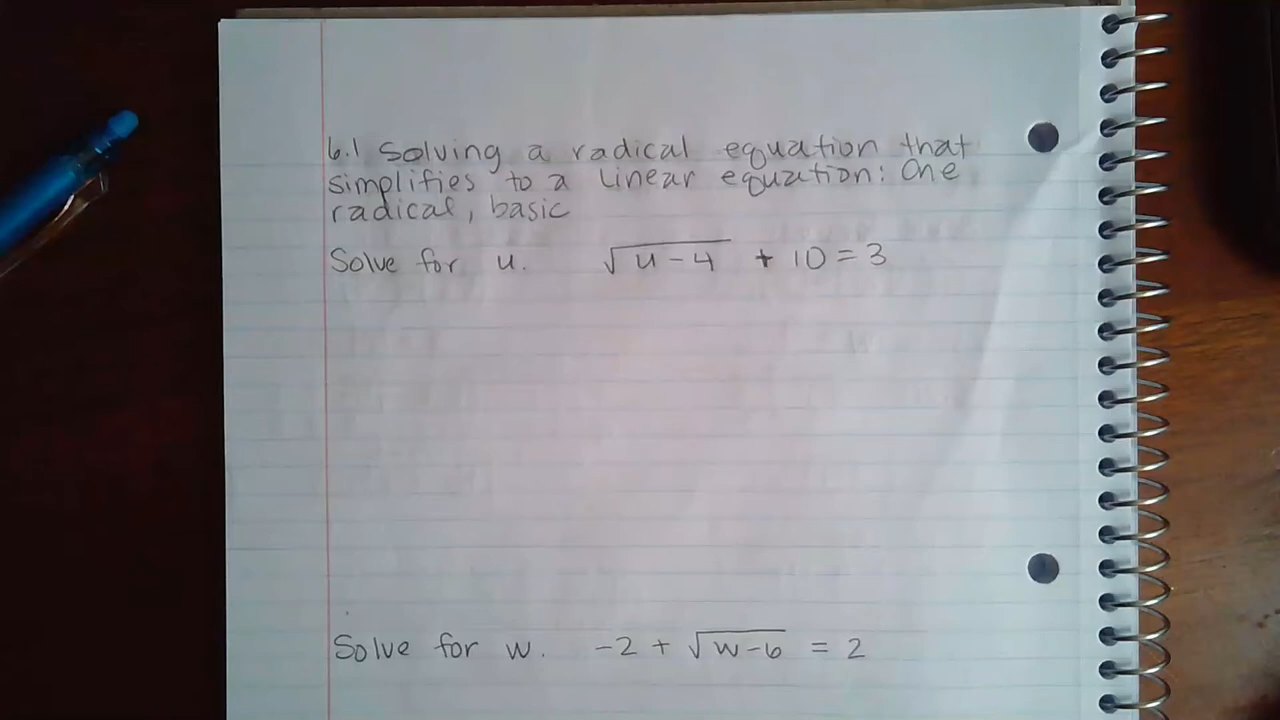 6.1 Solving a radical equation that
simplifies to a linear equation: One
radical, basic
Solve for u. √(u-4) + 10 = 3
Solve for w. -2 + √(w-6) = 2